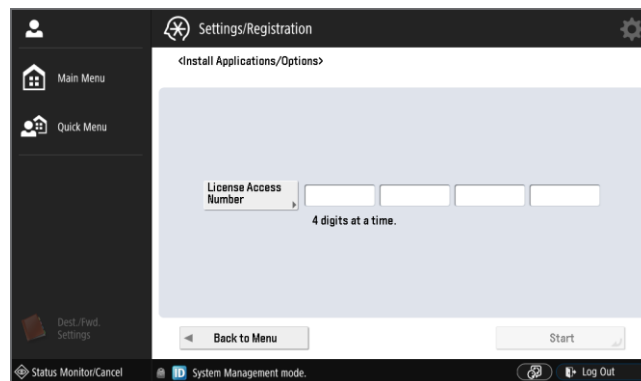 Settings/Registration
<Install Applications/Options>
Main Menu
Quick Menu
License Access
Number
4 digits at a time.
Dest./Fwd.
Settings
Back to Menu
Start
Status Monitor/Cancel
ID
System Management mode.
Log Out